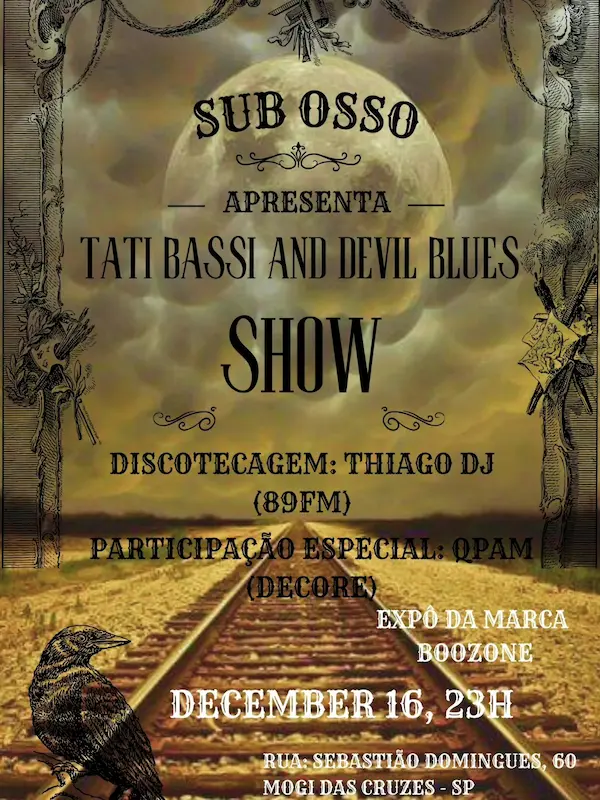 SUB OSSO
APRESENTA
TATI BASSI AND DEVIL BLUES
SHOW
DISCOTECAGEM: THIAGO DJ
(89FM)
PARTICIPAÇÃO ESPECIAL: QPAM
(DECORE)
EXPÔ DA MARCA
BOOZONE
DECEMBER 16, 23H
RUA: SEBASTIÃO DOMINGUES, 60
MOGI DAS CRUZES - SP